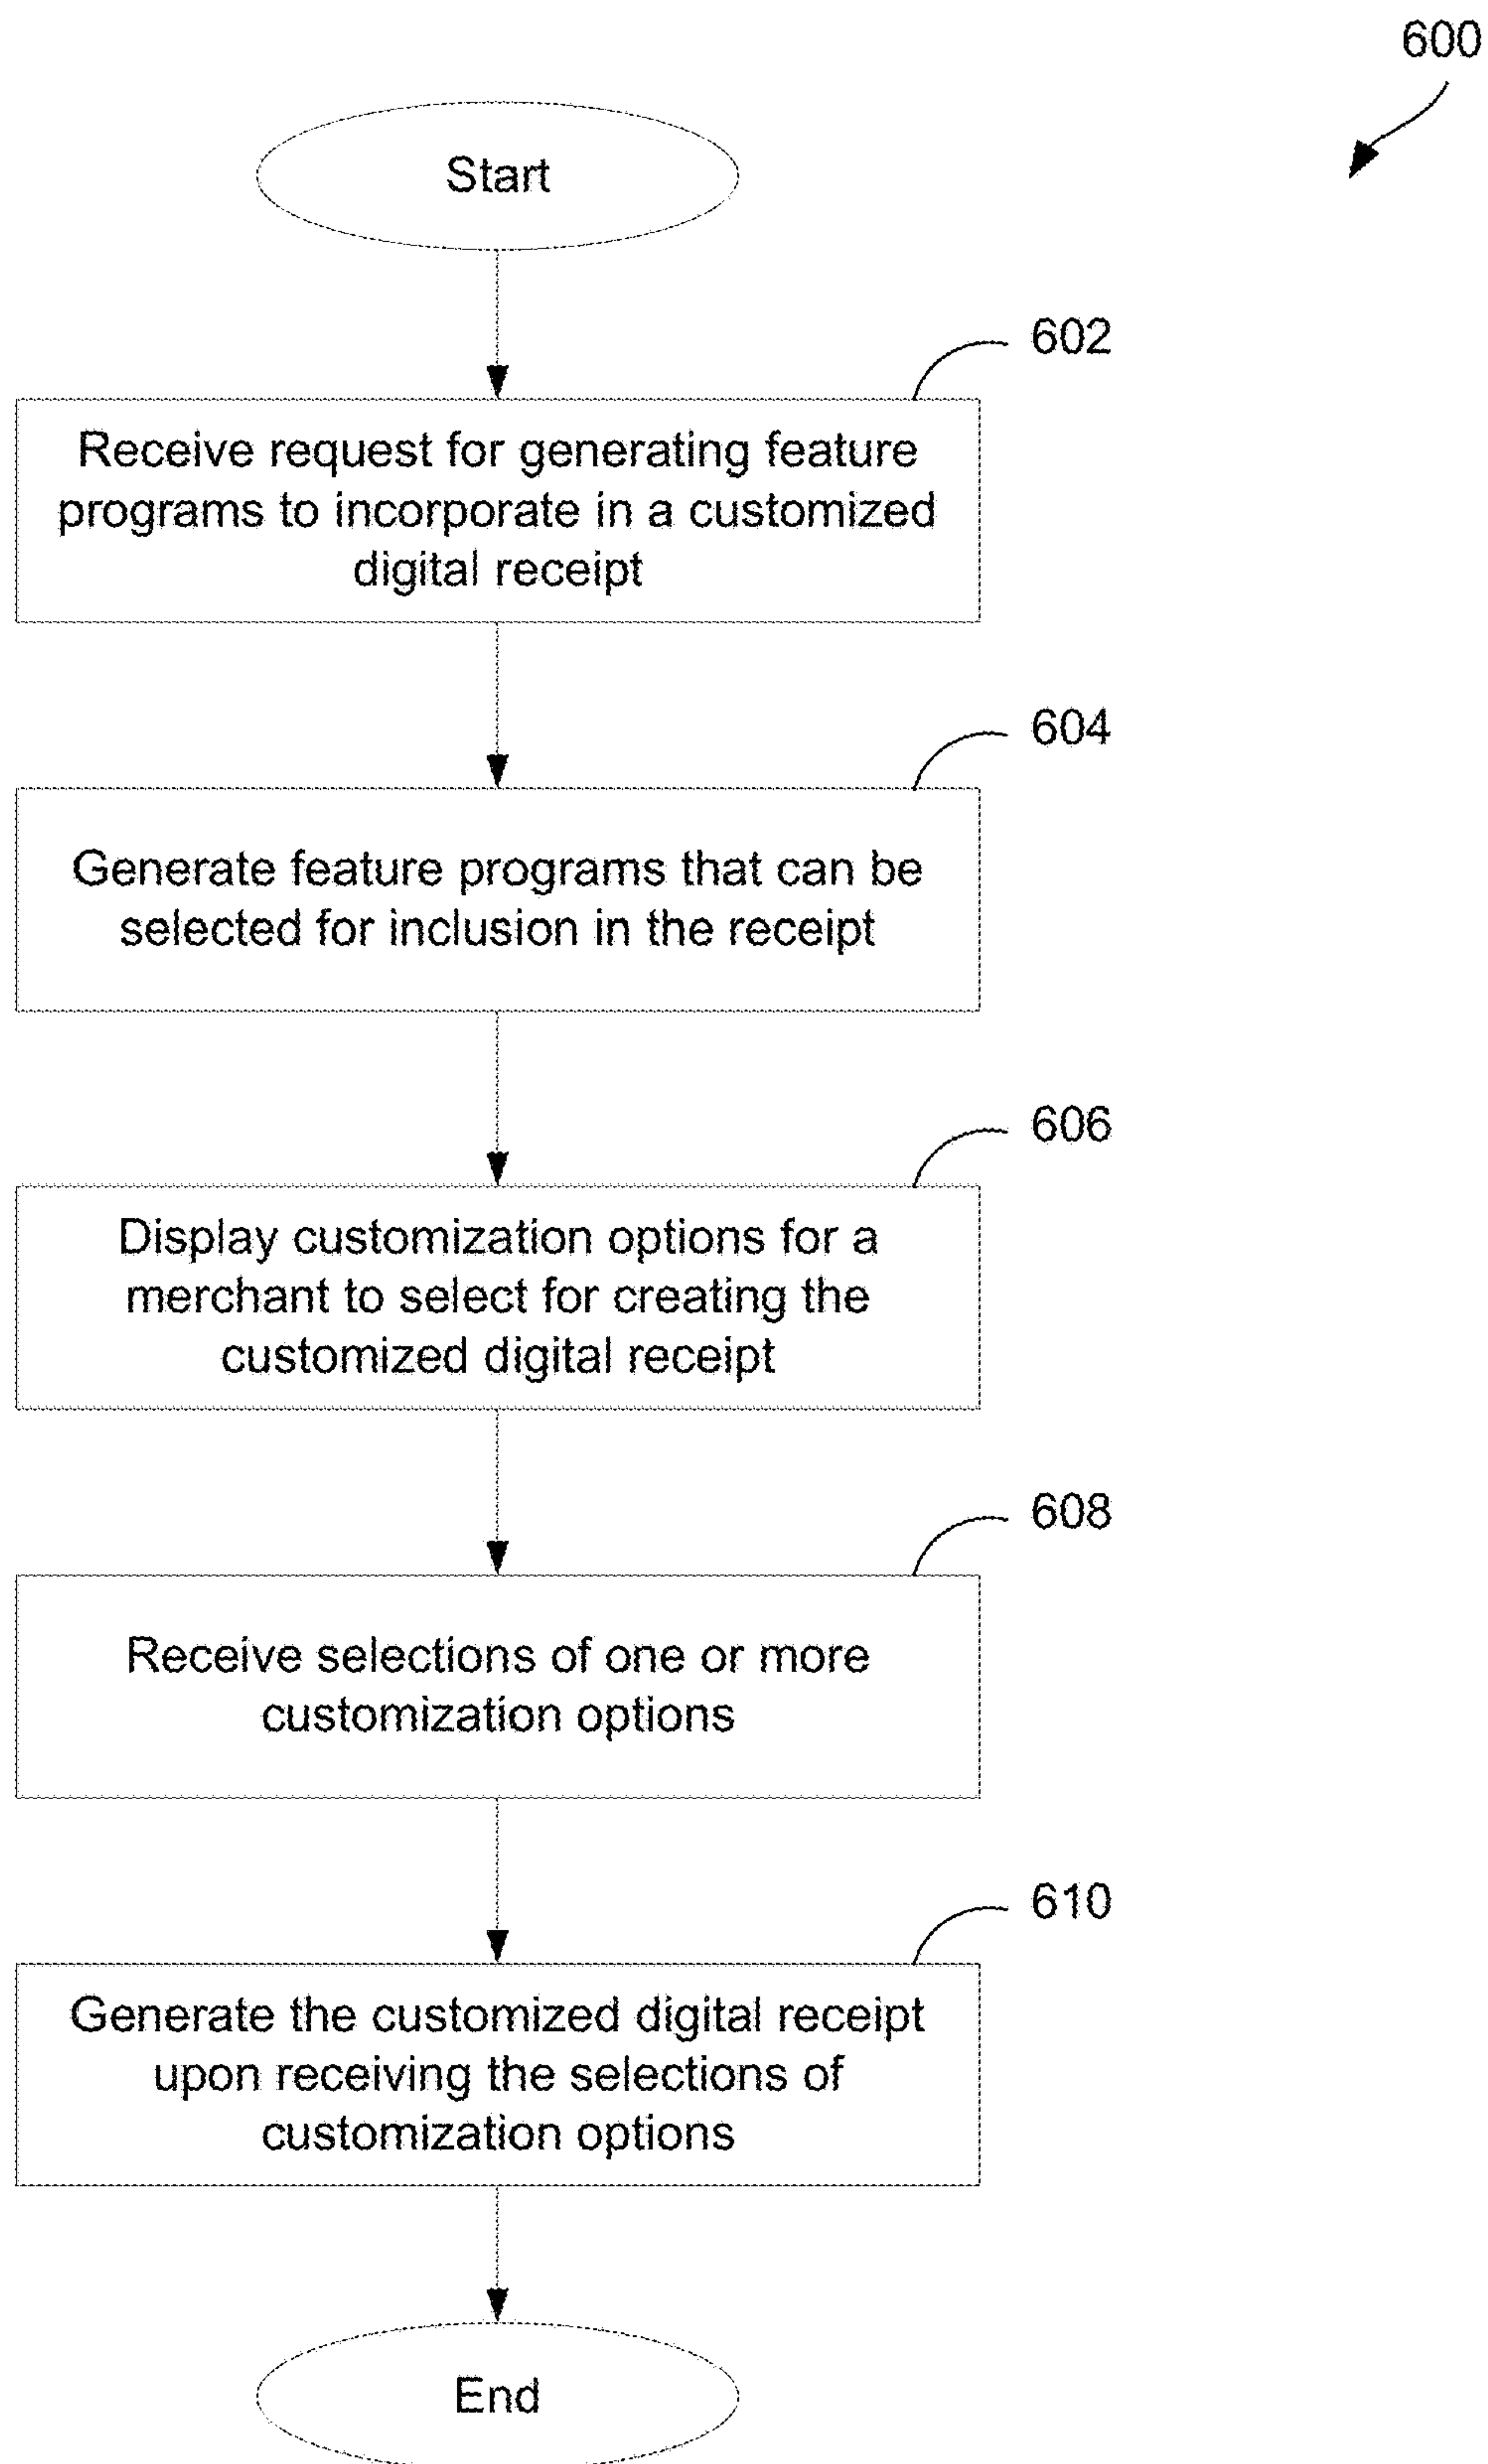 600
Start
602
Receive request for generating feature
programs to incorporate in a customized
digital receipt
604
Generate feature programs that can be
selected for inclusion in the receipt
606
Display customization options for a
merchant to select for creating the
customized digital receipt
608
Receive selections of one or more
customization options
610
Generate the customized digital receipt
upon receiving the selections of
customization options
End